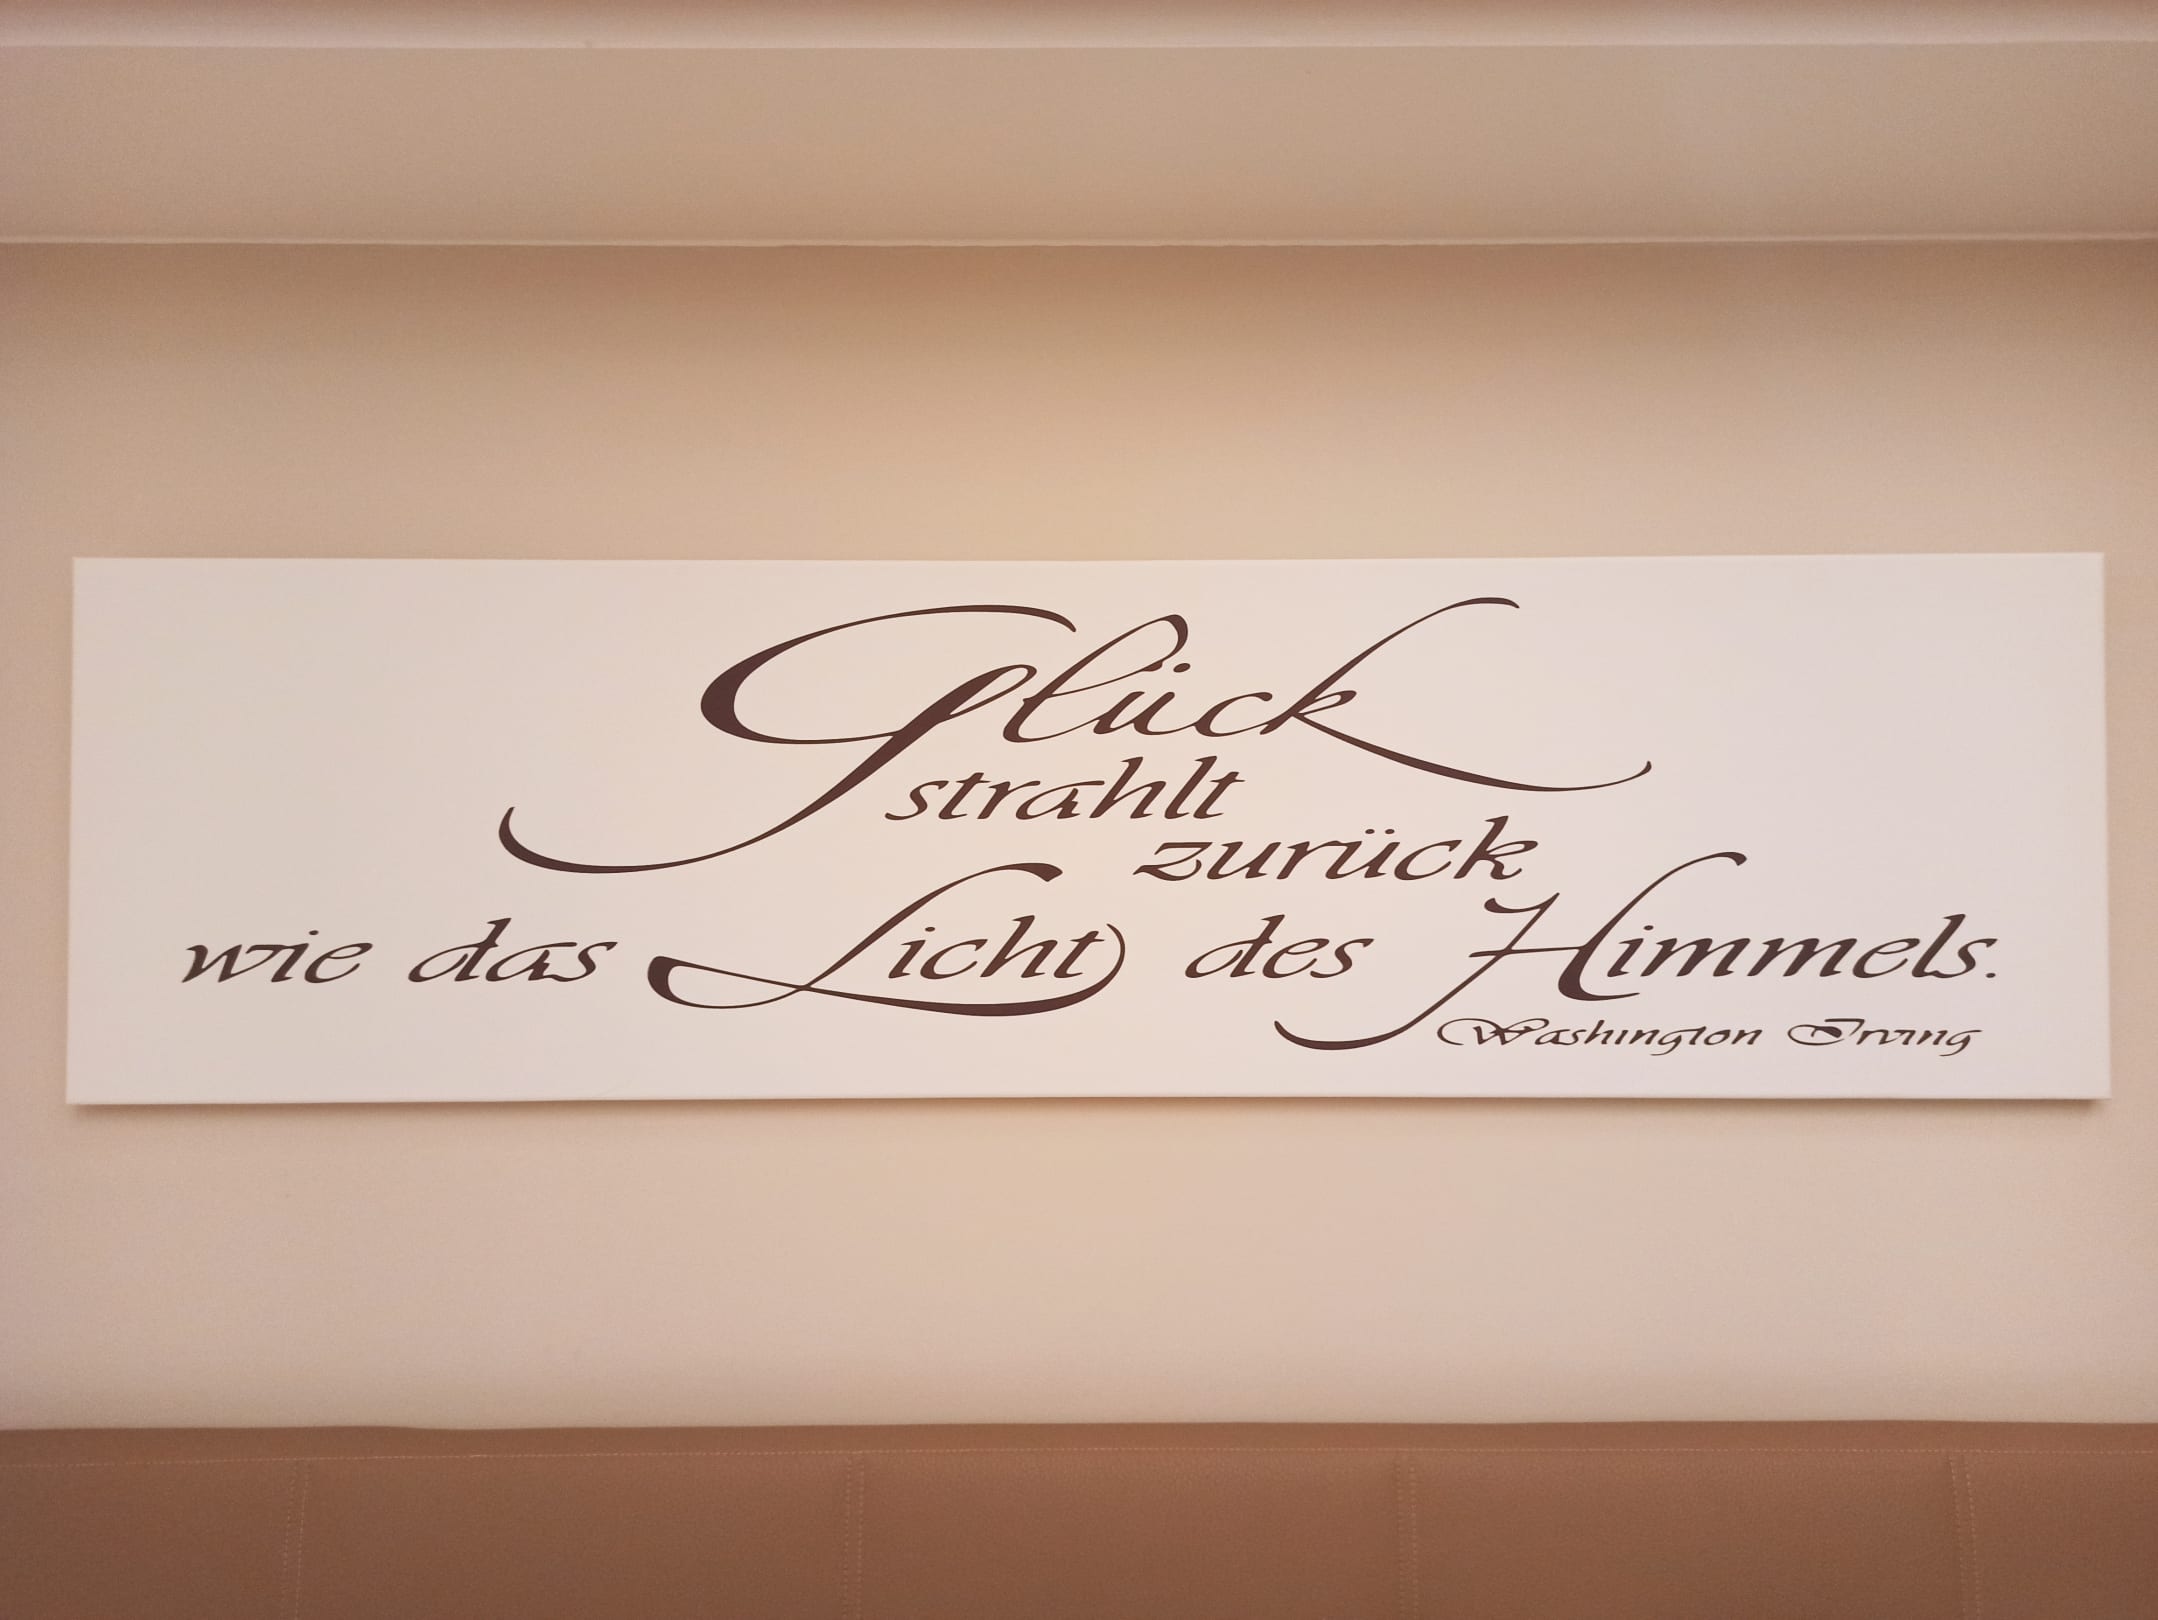 Glück
strahlt
zurück
wie das Licht des Himmels.
Washington Irving